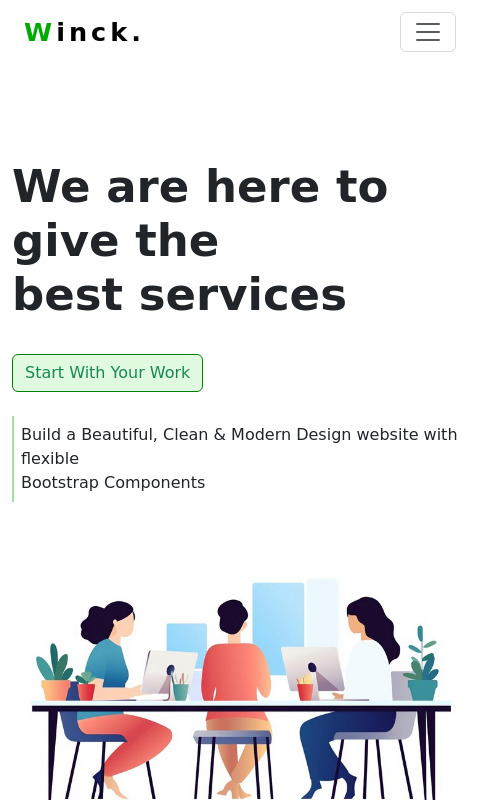 Winck.
We are here to
give the
best services
Start With Your Work
Build a Beautiful, Clean & Modern Design website with
flexible
Bootstrap Components